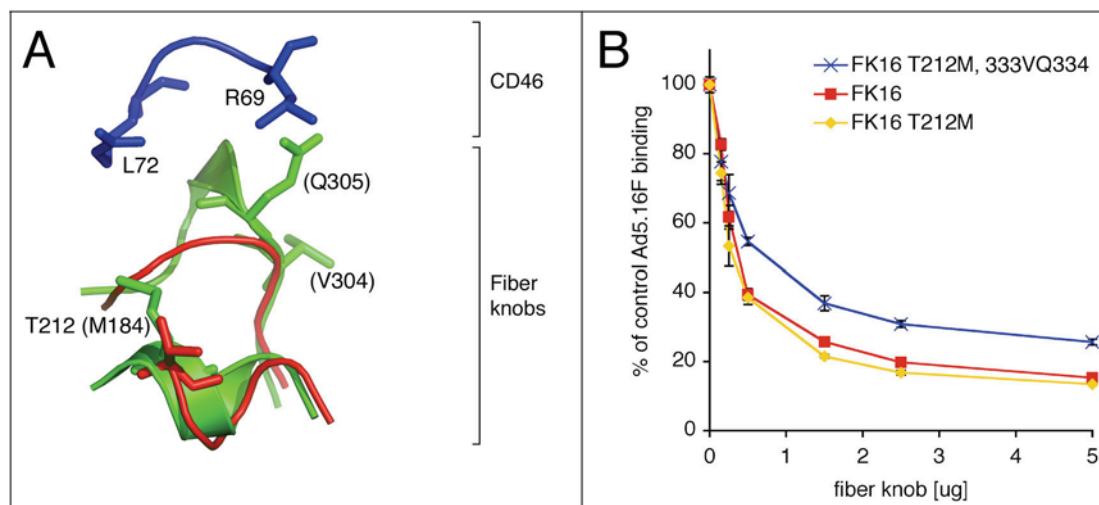 A
R69
L72
CD46
(Q305)
(V304)
T212 (M184)
Fiber
knobs
B
FK16 T212M, 333VQ334
FK16
FK16 T212M
% of control Ad5.16F binding
100
80
60
40
20
0
0 1 2 3 4 5
fiber knob [ug]